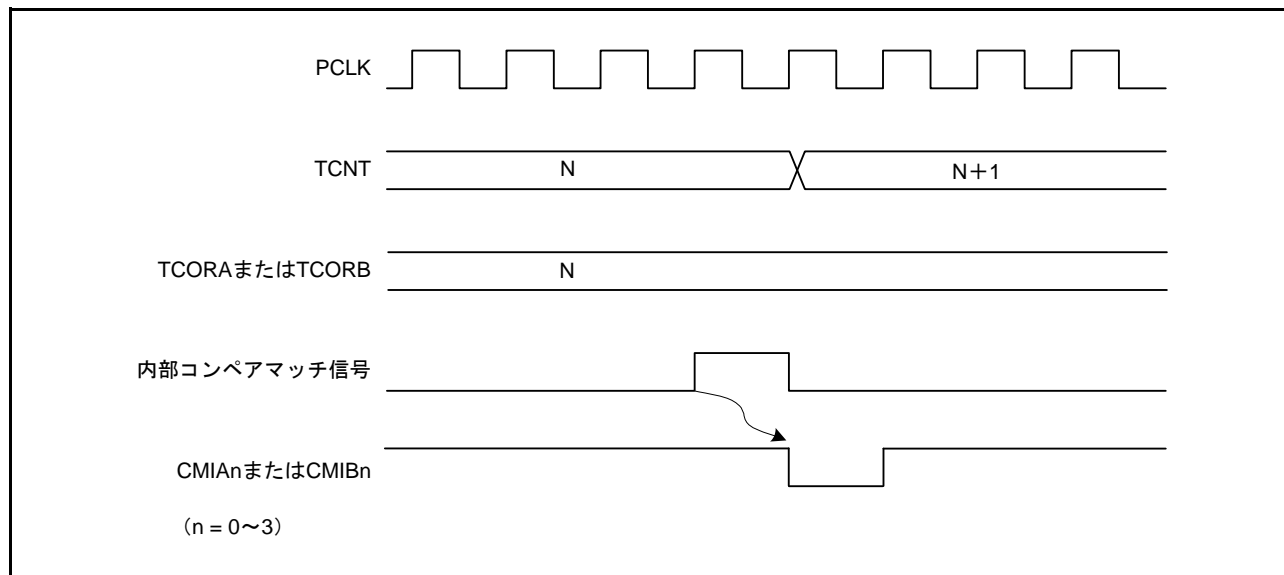 PCLK
TCNT
N
N+1
TCORAまたはTCORB
N
内部コンペアマッチ信号
CMIAnまたはCMIBn
（n = 0～3）